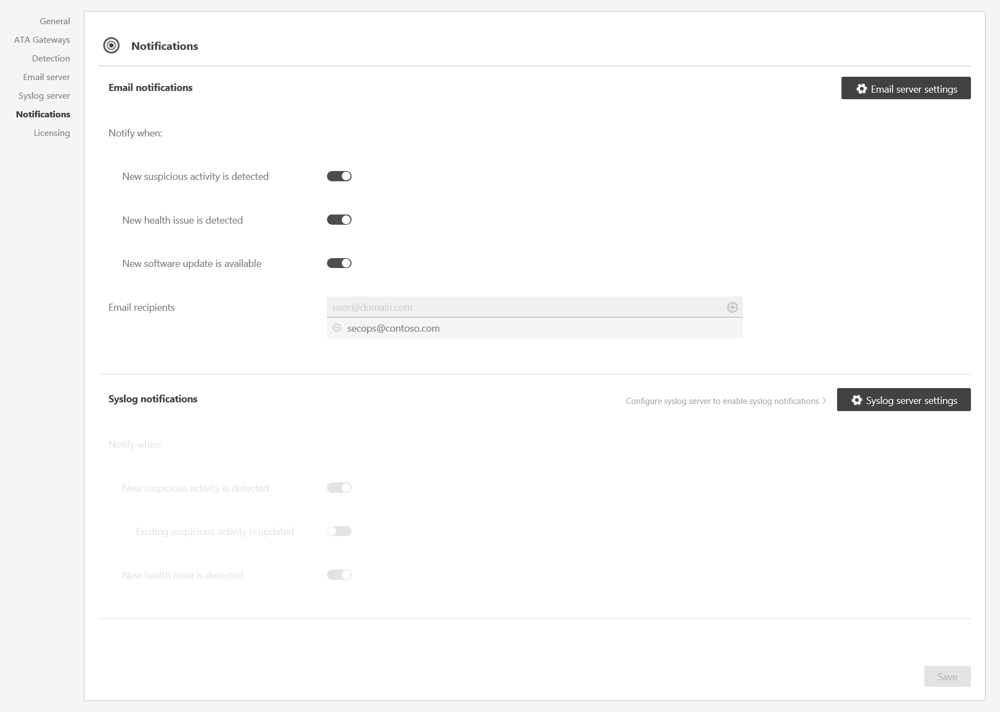 General
ATA Gateways
Detection
Email server
Syslog server
Notifications
Licensing
Notifications
Email notifications
Email server settings
Notify when:
New suspicious activity is detected
New health issue is detected
New software update is available
Email recipients
user@domain.com
secops@contoso.com
Syslog notifications
Configure syslog server to enable syslog notifications
Syslog server settings
Notify when:
New suspicious activity is detected
Existing suspicious activity is updated
New health issue is detected
Save